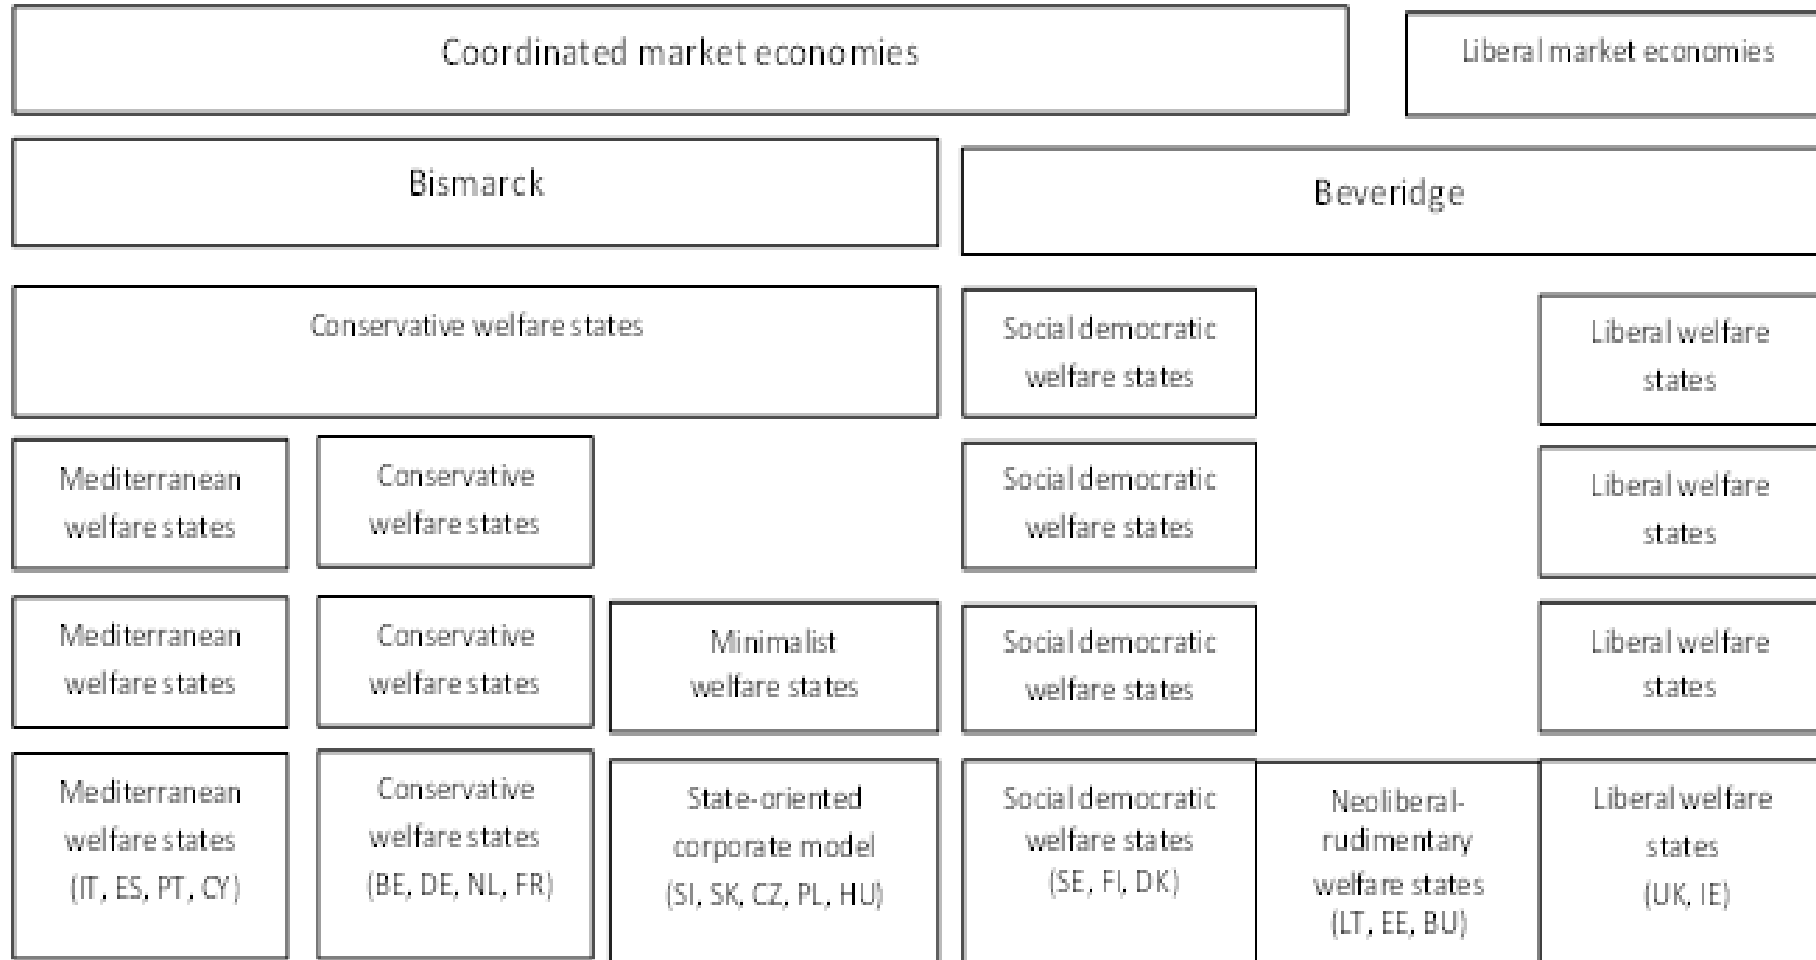 Coordinated market economies
Liberal market economies
Bismarck
Beveridge
Conservative welfare states
Social democratic
welfare states
Liberal welfare
states
Mediterranean
welfare states
Conservative
welfare states
Social democratic
welfare states
Liberal welfare
states
Mediterranean
welfare states
Conservative
welfare states
Minimalist
welfare states
Social democratic
welfare states
Liberal welfare
states
Mediterranean
welfare states
(IT, ES, PT, CY)
Conservative
welfare states
(BE, DE, NL, FR)
State-oriented
corporate model
(SI, SK, CZ, PL, HU)
Social democratic
welfare states
(SE, FI, DK)
Neoliberal-
rudimentary
welfare states
(LT, EE, BU)
Liberal welfare
states
(UK, IE)